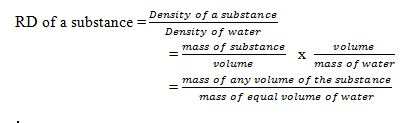 RD of a substance = Density of a substance / Density of water
= mass of substance / volume x volume / mass of water
= mass of any volume of the substance / mass of equal volume of water
.